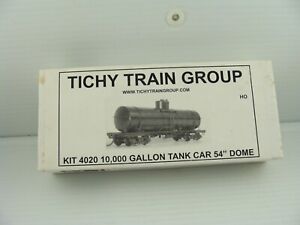 TICHY TRAIN GROUP
WWW.TICHYTRAINGROUP.COM
HO
KIT 4020 10,000 GALLON TANK CAR 54" DOME